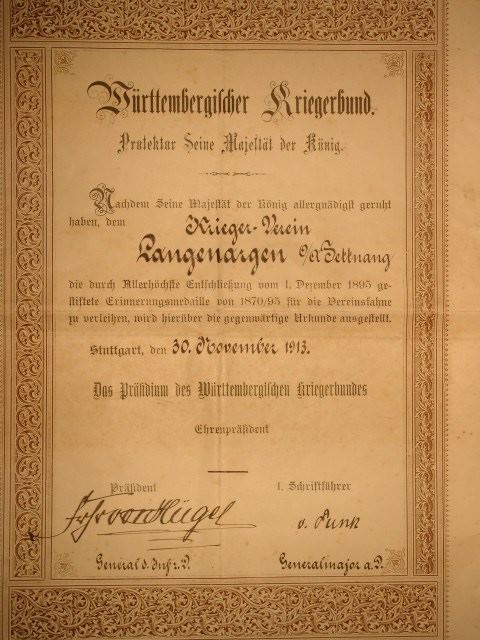 Württembergischer Kriegerbund.
Protektor Seine Majestät der König.
Nachdem Seine Majestät der König allergnädigst geruht
haben, dem Krieger-Verein
Langenargen O/A Tettnang
die durch Allerhöchste Entschließung vom 1. Dezember 1895 ge-
stiftete Erinnerungsmedaille von 1870/95 für die Vereinsfahne
zu verleihen, wird hierüber die gegenwärtige Urkunde ausgestellt.
Stuttgart, den 30. November 1913.
Das Präsidium des Württembergischen Kriegerbundes
Ehrenpräsident
Präsident 1. Schriftführer
Frhr von Hügel v. Punk
General d. Inf. z. D. Generalmajor a. D.